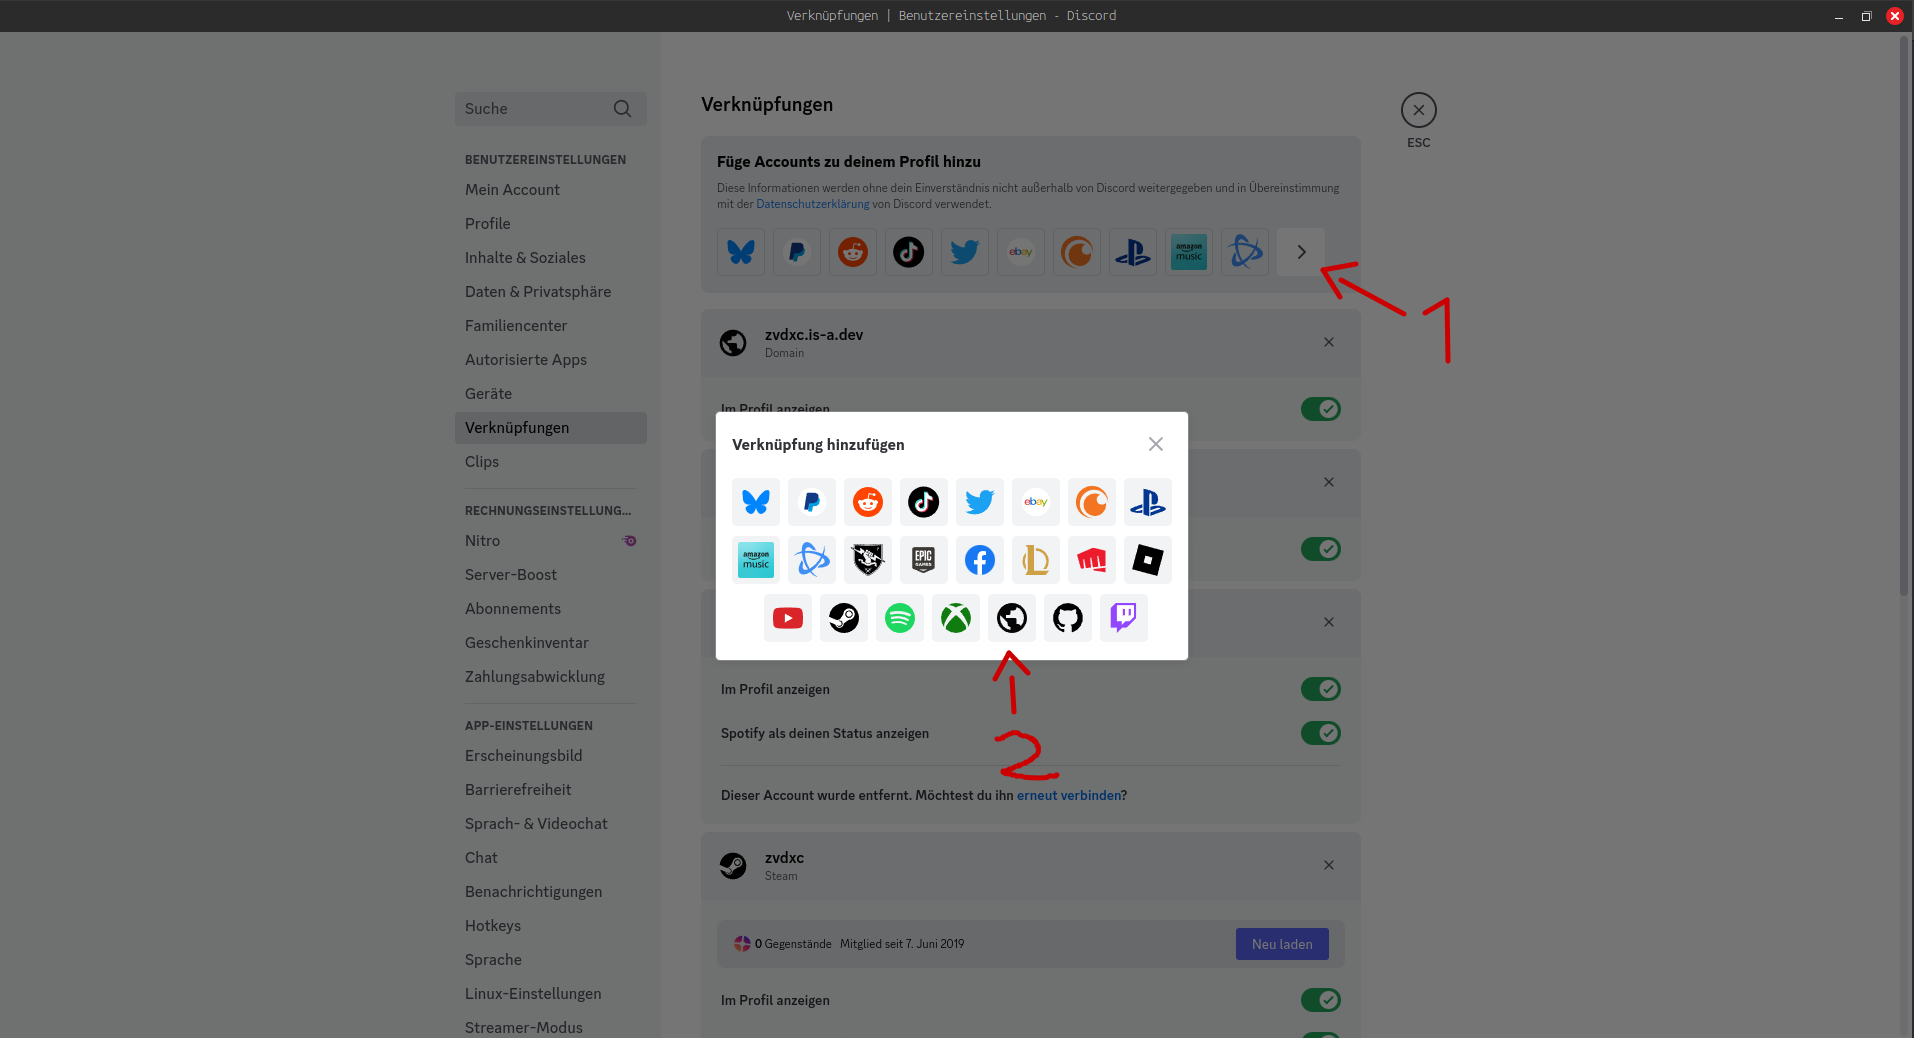 Verknüpfungen | Benutzereinstellungen - Discord
Suche
BENUTZEREINSTELLUNGEN
Mein Account
Profile
Inhalte & Soziales
Daten & Privatsphäre
Familiencenter
Autorisierte Apps
Geräte
Verknüpfungen
Clips
RECHNUNGSEINSTELLUNG...
Nitro
Server-Boost
Abonnements
Geschenkinventar
Zahlungsabwicklung
APP-EINSTELLUNGEN
Erscheinungsbild
Barrierefreiheit
Sprach- & Videochat
Chat
Benachrichtigungen
Hotkeys
Sprache
Linux-Einstellungen
Streamer-Modus
Verknüpfungen
ESC
Füge Accounts zu deinem Profil hinzu
Diese Informationen werden ohne dein Einverständnis nicht außerhalb von Discord weitergegeben und in Übereinstimmung
mit der Datenschutzerklärung von Discord verwendet.
ebay
amazon
music
1
zvdxc.is-a.dev
Domain
Im Profil anzeigen
Verknüpfung hinzufügen
ebay
amazon
music
EPIC
GAMES
2
Im Profil anzeigen
Spotify als deinen Status anzeigen
Dieser Account wurde entfernt. Möchtest du ihn erneut verbinden?
zvdxc
Steam
0 Gegenstände Mitglied seit 7. Juni 2019
Neu laden
Im Profil anzeigen